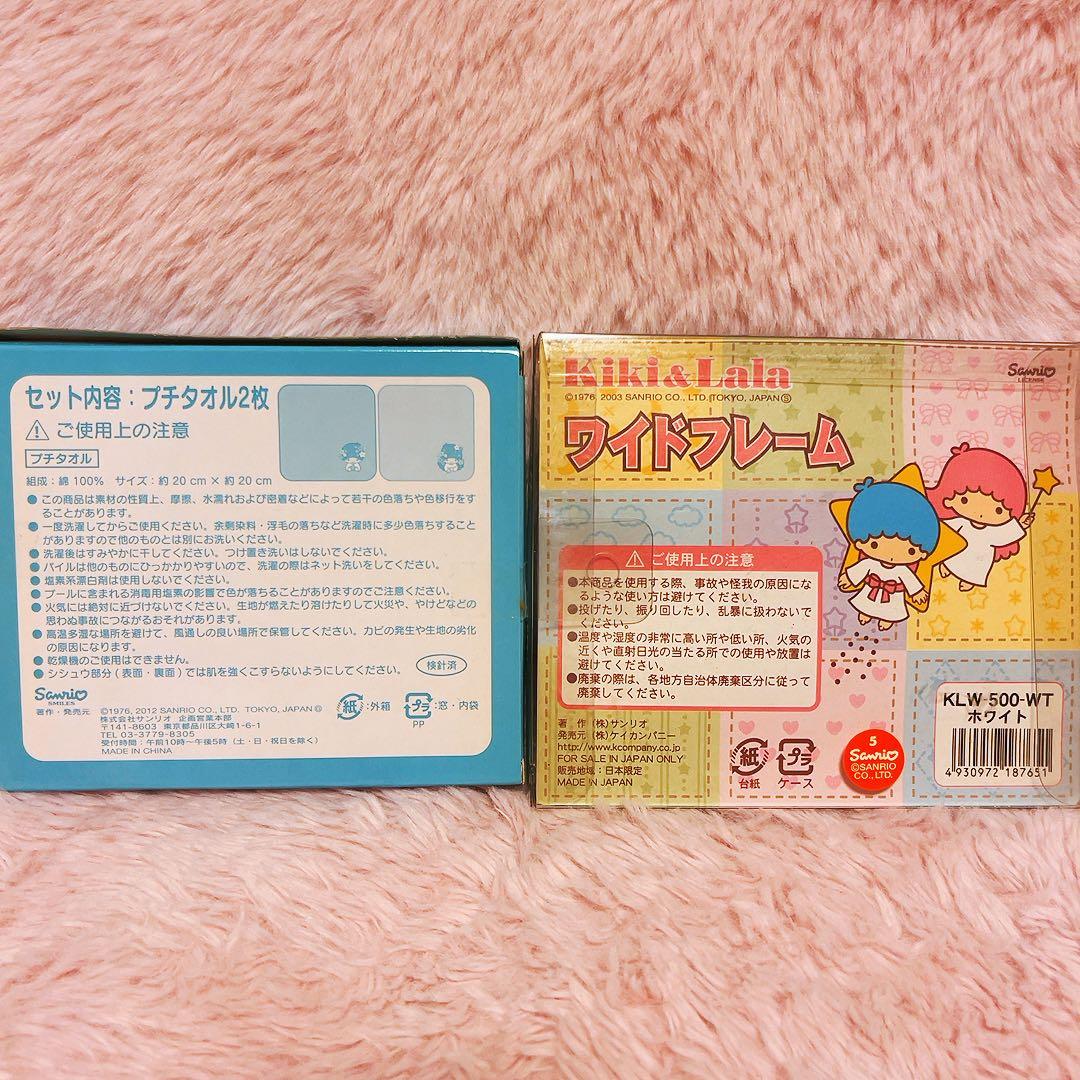 セット内容：プチタオル2枚
⚠ ご使用上の注意
プチタオル
組成：綿 100%　サイズ：約 20 cm × 約 20 cm
●この商品は素材の性質上、摩擦、水濡れおよび密着などによって若干の色落ちや色移行をす
ることがあります。
●一度洗濯してからご使用ください。余剰染料・浮毛の落ちなど洗濯時に多少色落ちすること
がありますので他のものとは別にお洗いください。
●洗濯後はすみやかに干してください。つけ置き洗いはしないでください。
●パイルは他のものにひっかかりやすいので、洗濯の際はネット洗いをしてください。
●塩素系漂白剤は使用しないでください。
●プールに含まれる消毒用塩素の影響で色が落ちることがありますのでご注意ください。
●火気には絶対に近づけないでください。生地が燃えたり溶けたりして火災や、やけどなどの
思わぬ事故につながるおそれがあります。
●高温多湿な場所を避けて、風通しの良い場所で保管してください。カビの発生や生地の劣化
の原因になります。
●乾燥機のご使用はできません。
●シシュウ部分（表面・裏面）では肌を強くこすらないようにしてください。
検針済
Sanrio
SMILES
著作・発売元
©1976, 2012 SANRIO CO., LTD. TOKYO, JAPAN Ⓢ
株式会社サンリオ 企画営業本部
〒141-8603 東京都品川区大崎1-6-1
TEL 03-3779-8305
受付時間：午前10時〜午後5時（土・日・祝日を除く）
MADE IN CHINA
紙：外箱
プラ：窓・内袋
PP
Kiki&Lala
©1976, 2003 SANRIO CO., LTD. TOKYO, JAPAN Ⓢ
Sanrio
LICENSE
ワイドフレーム
⚠ ご使用上の注意
●本商品を使用する際、事故や怪我の原因にな
るような使い方は避けてください。
●投げたり、振り回したり、乱暴に扱わないで
ください。
●温度や湿度の非常に高い所や低い所、火気の
近くや直射日光の当たる所での使用や放置は
避けてください。
●廃棄の際は、各地方自治体廃棄区分に従って
廃棄してください。
著 作 （株）サンリオ
発売元 （株）ケイカンパニー
http://www.kcompany.co.jp
FOR SALE IN JAPAN ONLY
販売地域：日本限定
MADE IN JAPAN
紙
台紙
プラ
ケース
5
Sanrio
©SANRIO
CO., LTD.
KLW-500-WT
ホワイト
4 930972 187651